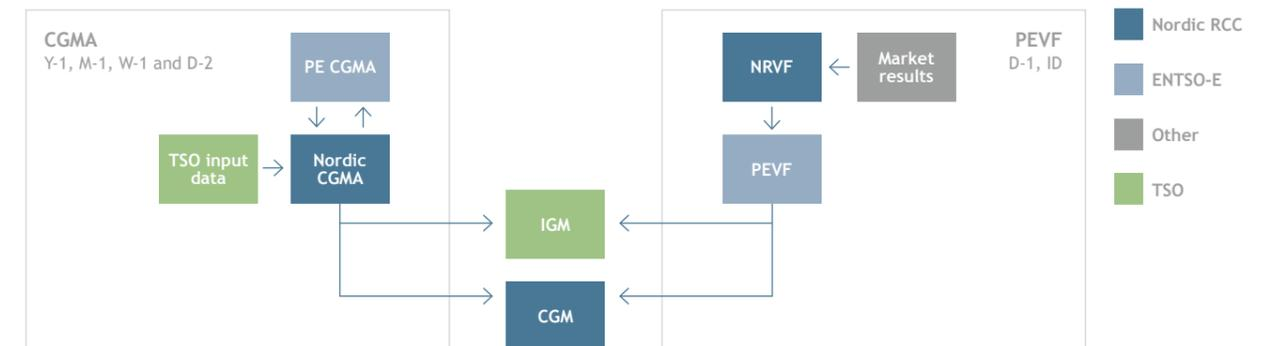 CGMA
Y-1, M-1, W-1 and D-2
PE CGMA
TSO input
data
Nordic
CGMA
IGM
CGM
PEVF
D-1, ID
NRVF
Market
results
PEVF
Nordic RCC
ENTSO-E
Other
TSO